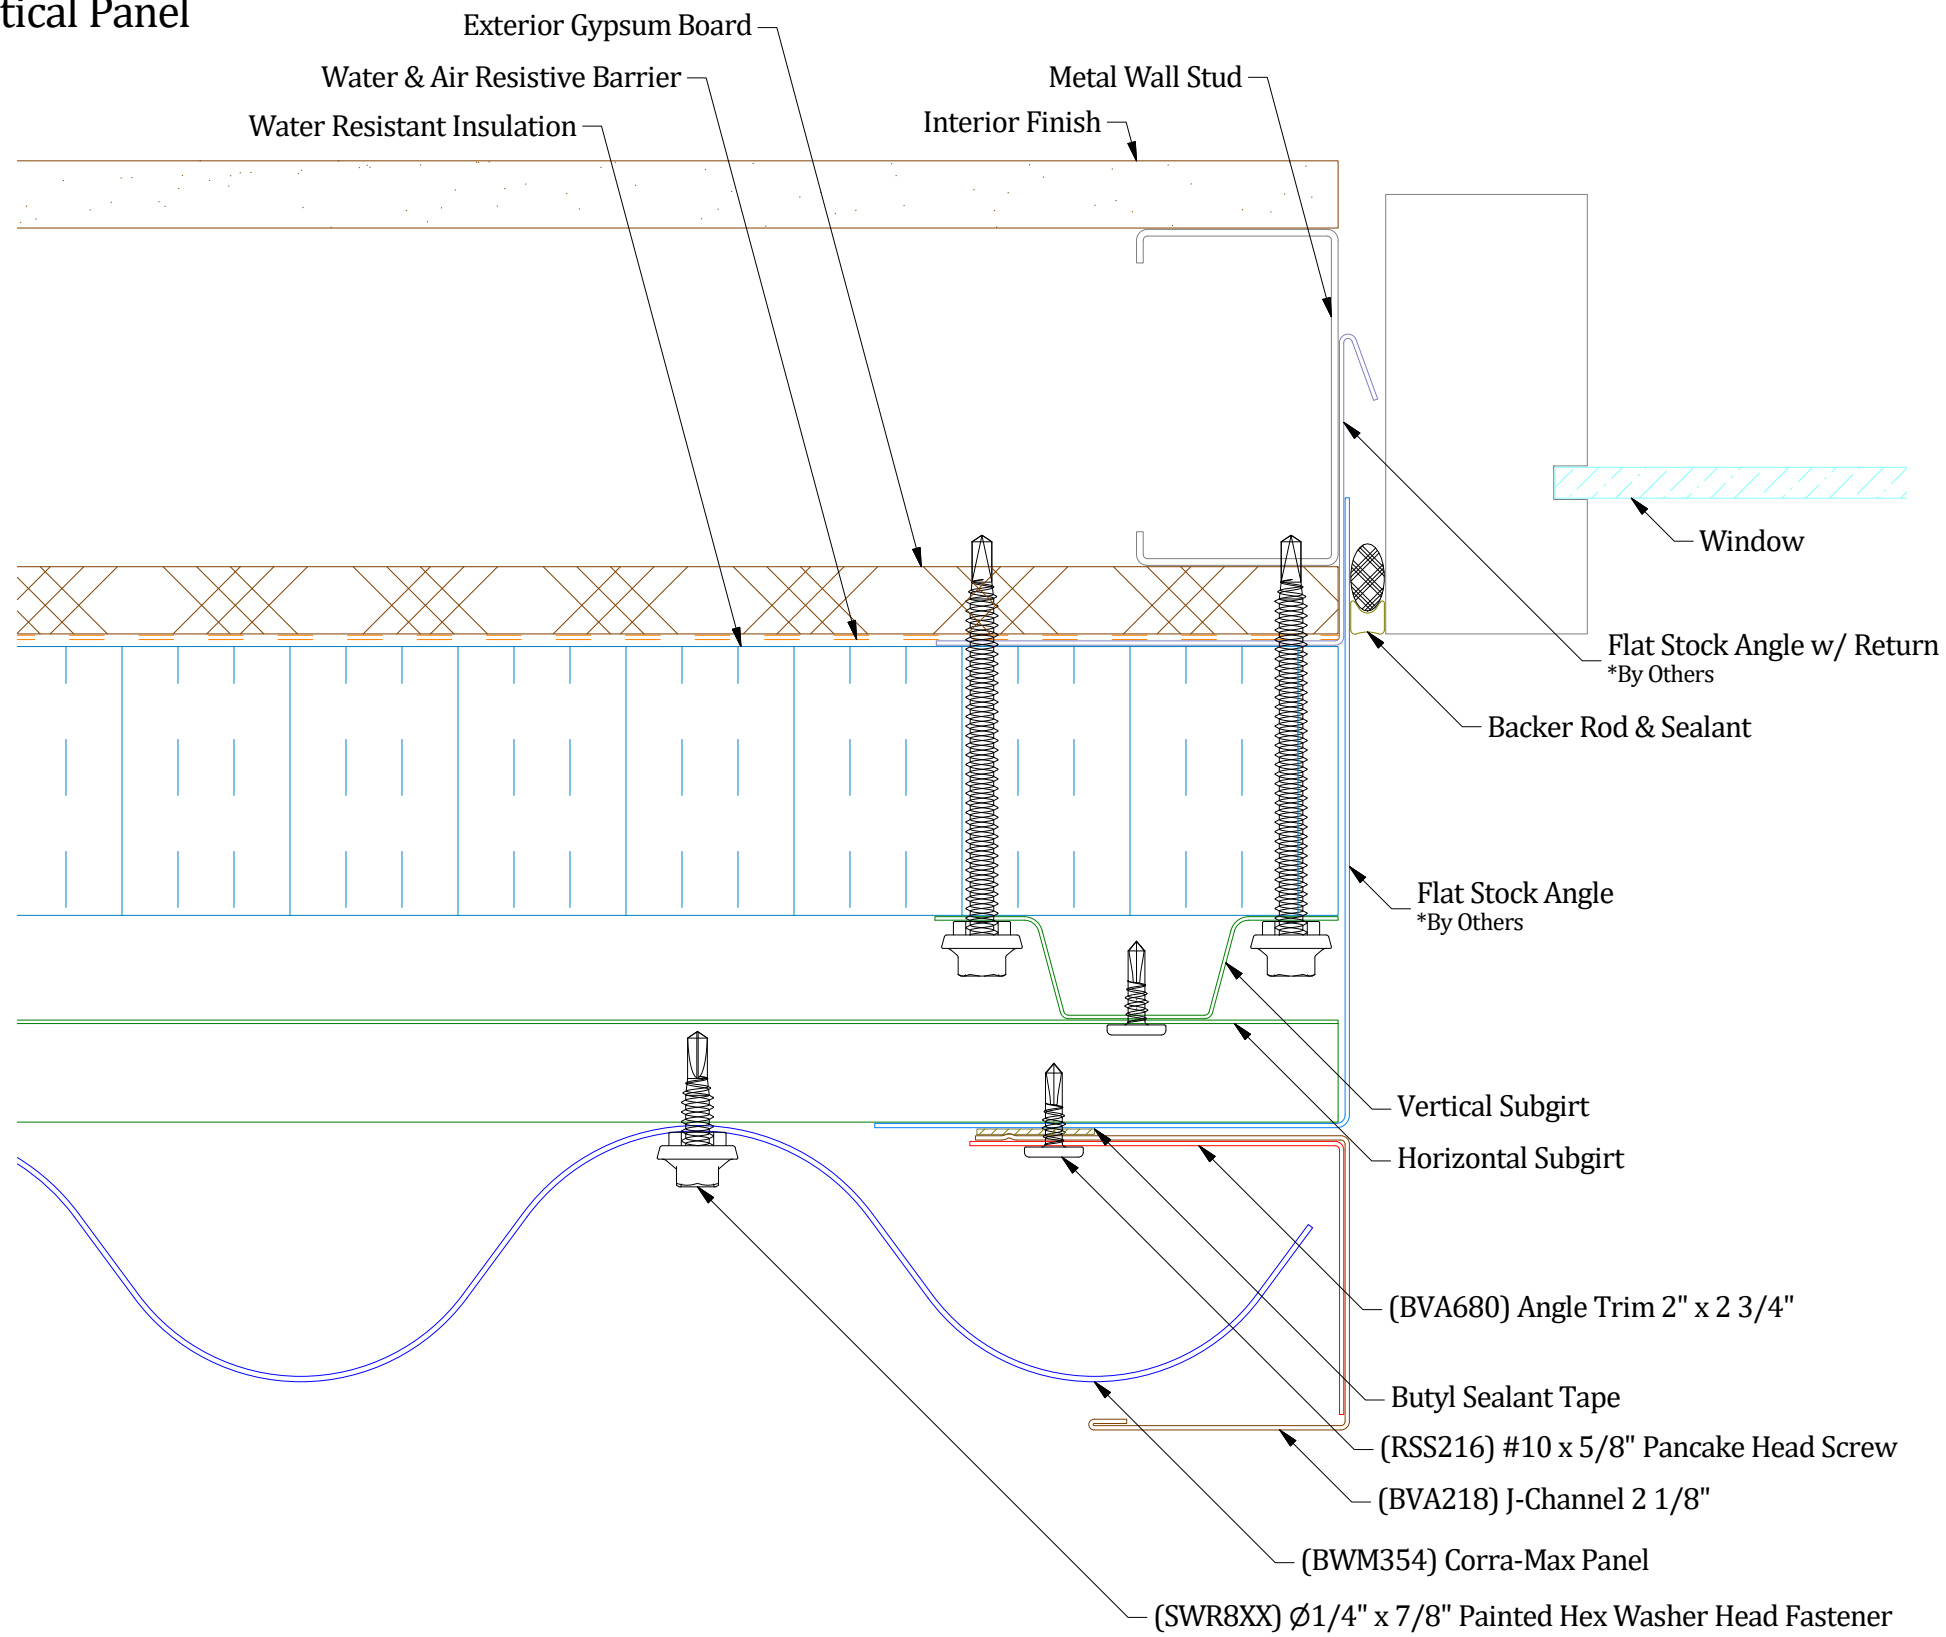 tical Panel
Exterior Gypsum Board
Water & Air Resistive Barrier
Metal Wall Stud
Water Resistant Insulation
Interior Finish
Window
Flat Stock Angle w/ Return
*By Others
Backer Rod & Sealant
Flat Stock Angle
*By Others
Vertical Subgirt
Horizontal Subgirt
(BVA680) Angle Trim 2" x 2 3/4"
Butyl Sealant Tape
(RSS216) #10 x 5/8" Pancake Head Screw
(BVA218) J-Channel 2 1/8"
(BWM354) Corra-Max Panel
(SWR8XX) Ø1/4" x 7/8" Painted Hex Washer Head Fastener